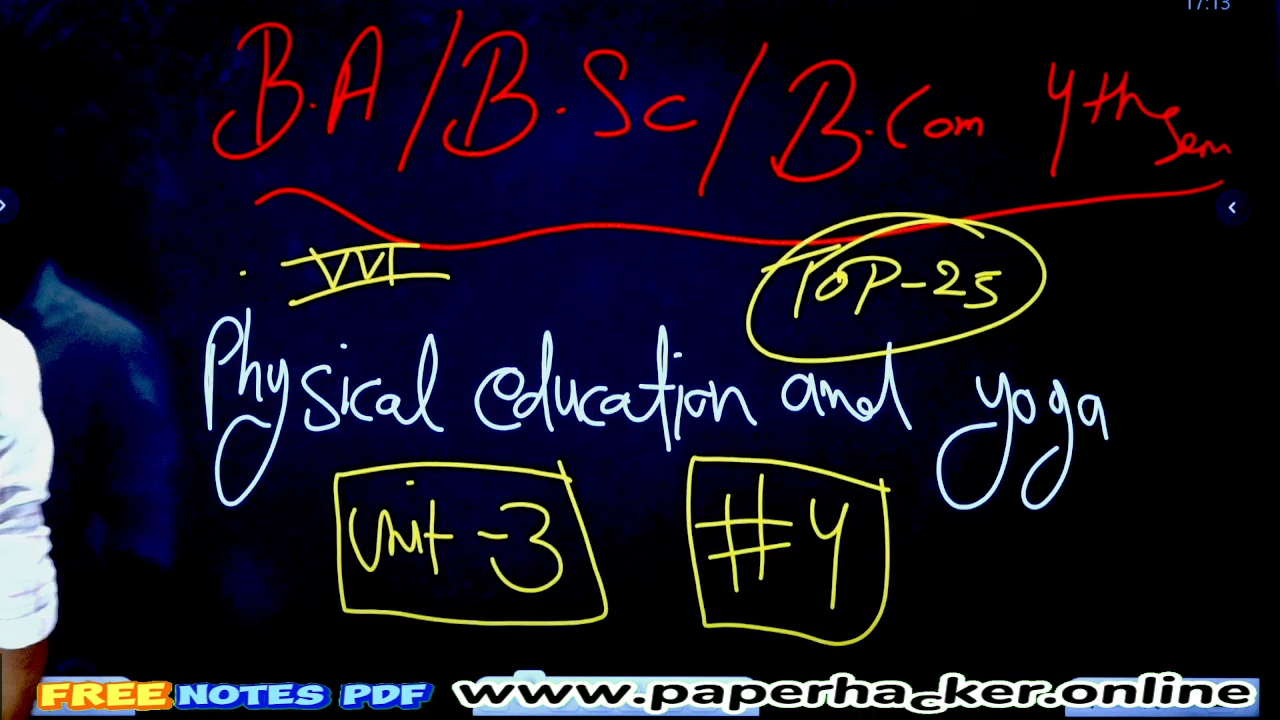 17:13
B.A/B.Sc/B.Com 4th Sem
VVI
TOP-25
Physical education and yoga
Unit-3
#4
FREE NOTES PDF www.paperhacker.online